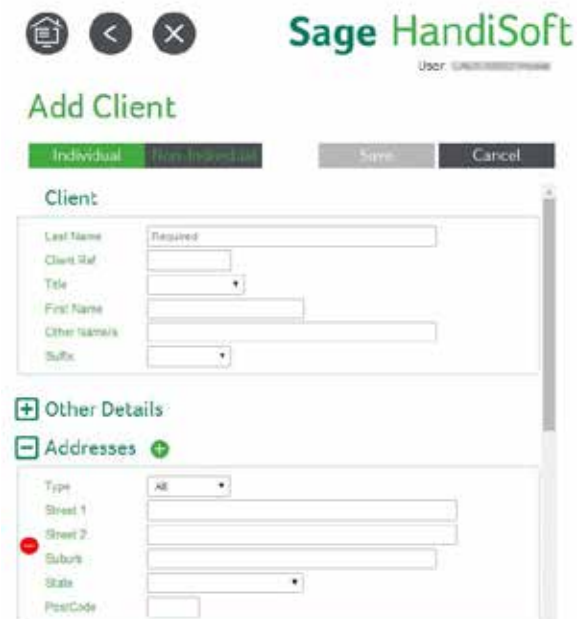 Sage HandiSoft
User
Add Client
Individual Non-Individual Save Cancel
Client
Last Name Required
Client Ref
Title
First Name
Other Name/s
Suffix
Other Details
Addresses
Type All
Street 1
Street 2
Suburb
State
PostCode